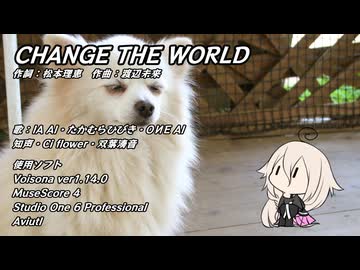 CHANGE THE WORLD
作詞：松本理恵　作曲：渡辺未来
歌：IA AI・たかむらひびき・OИE AI
知声・Ci flower・双葉湊音
使用ソフト
Voisona ver1.14.0
MuseScore 4
Studio One 6 Professional
Aviutl